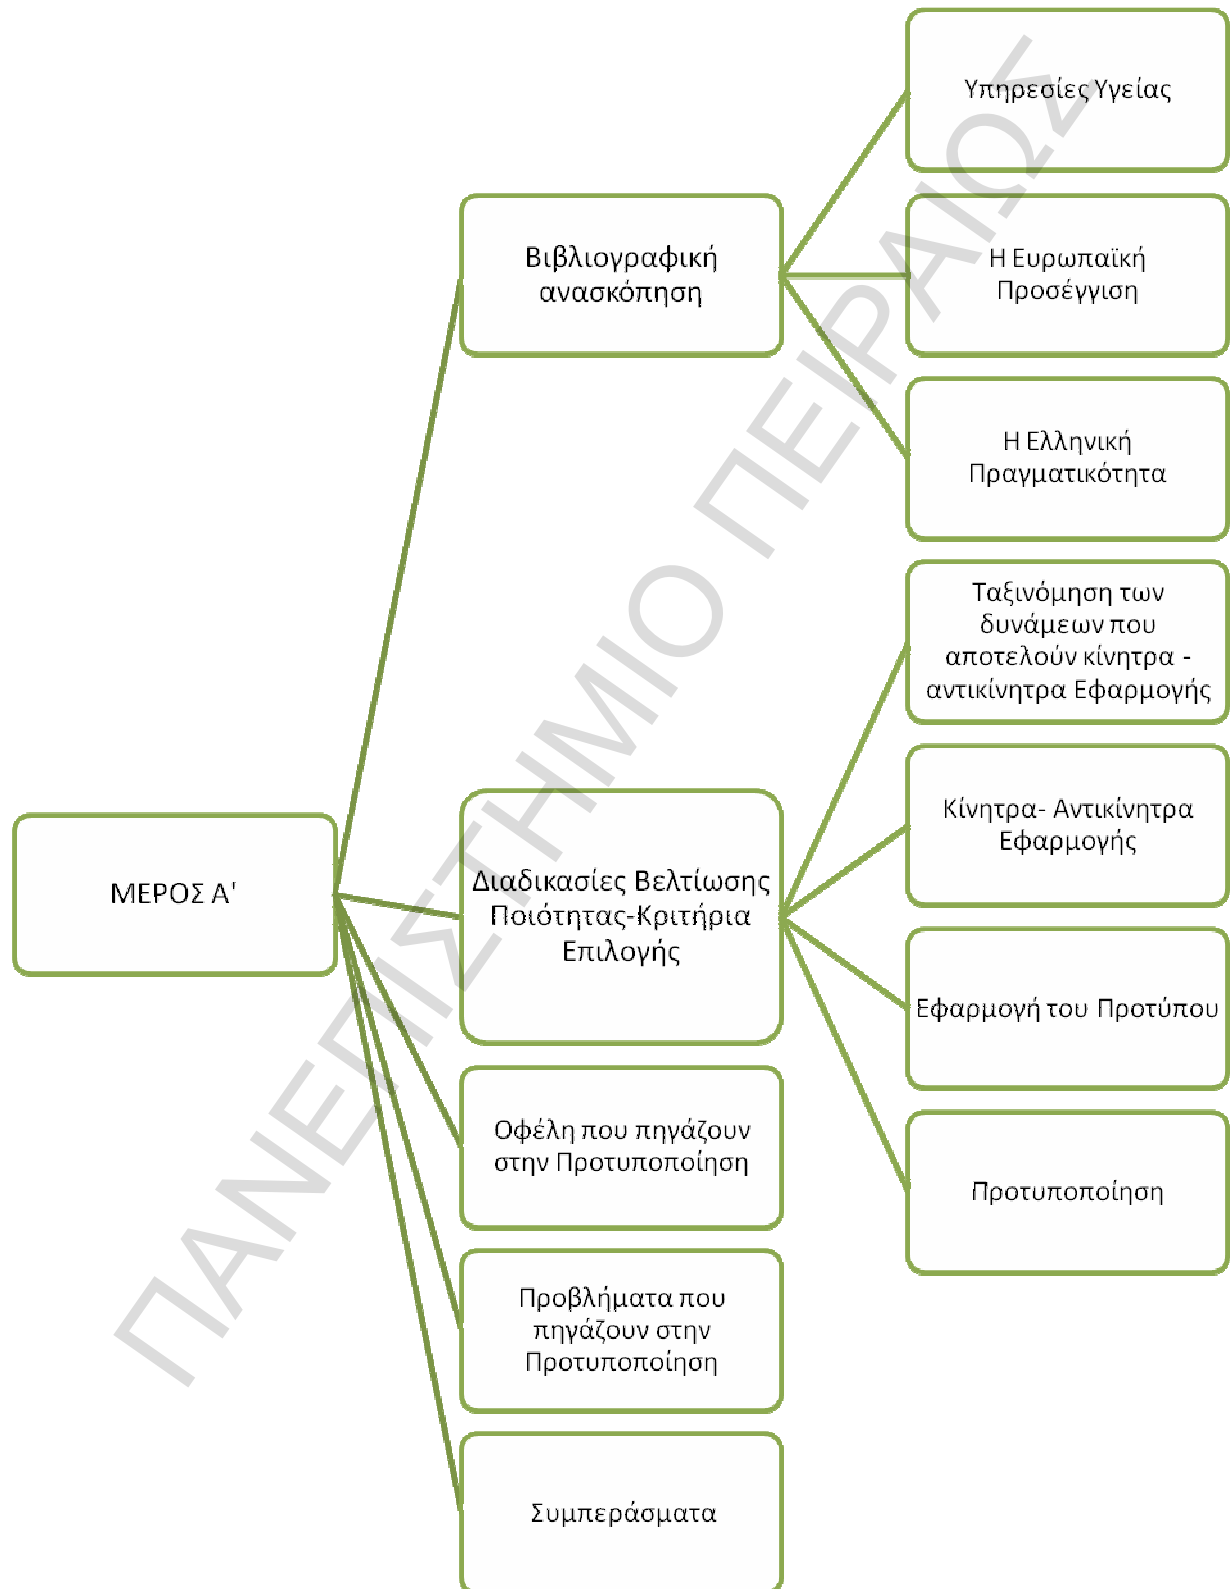 ΜΕΡΟΣ Α'
Βιβλιογραφική
ανασκόπηση
Υπηρεσίες Υγείας
Η Ευρωπαϊκή
Προσέγγιση
Η Ελληνική
Πραγματικότητα
Διαδικασίες Βελτίωσης
Ποιότητας-Κριτήρια
Επιλογής
Ταξινόμηση των
δυνάμεων που
αποτελούν κίνητρα -
αντικίνητρα Εφαρμογής
Κίνητρα- Αντικίνητρα
Εφαρμογής
Εφαρμογή του Προτύπου
Προτυποποίηση
Οφέλη που πηγάζουν
στην Προτυποποίηση
Προβλήματα που
πηγάζουν στην
Προτυποποίηση
Συμπεράσματα
ΠΑΝΕΠΙΣΤΗΜΙΟ ΠΕΙΡΑΙΩΣ